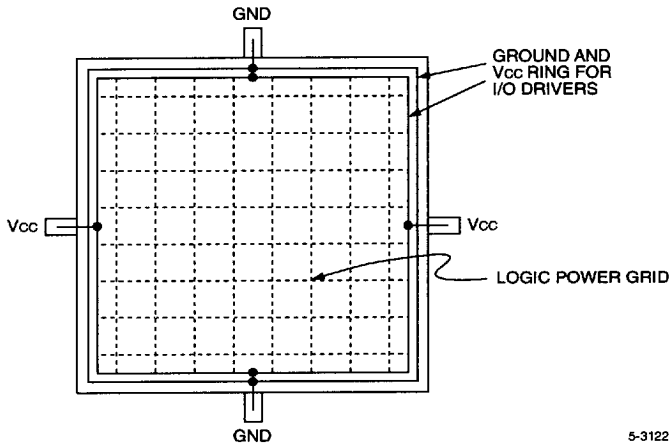 GND
GROUND AND
Vcc RING FOR
I/O DRIVERS
Vcc
Vcc
LOGIC POWER GRID
GND
5-3122